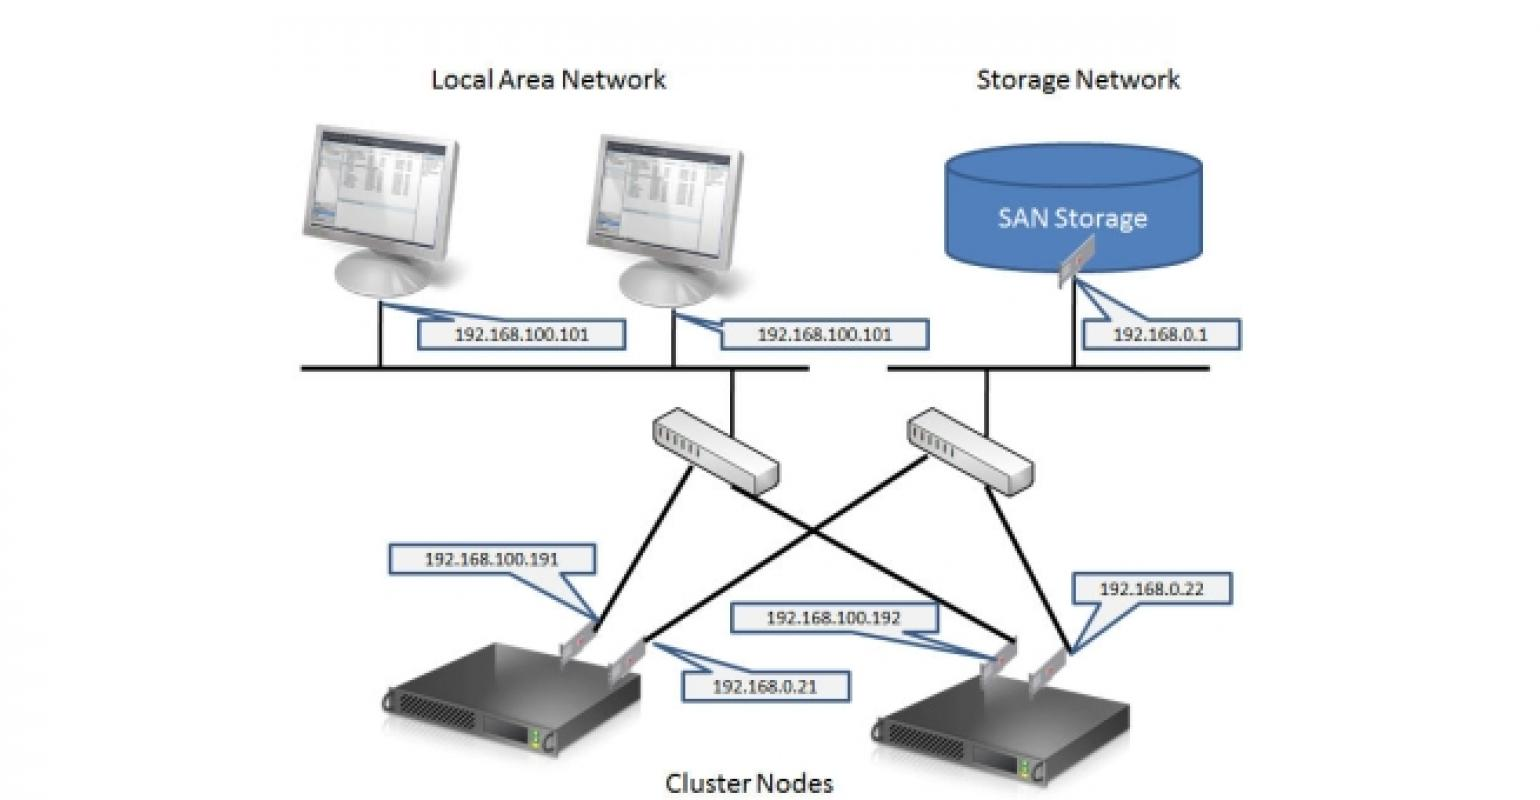 Local Area Network
Storage Network
SAN Storage
192.168.100.101
192.168.100.101
192.168.0.1
192.168.100.191
192.168.0.22
192.168.100.192
192.168.0.21
Cluster Nodes